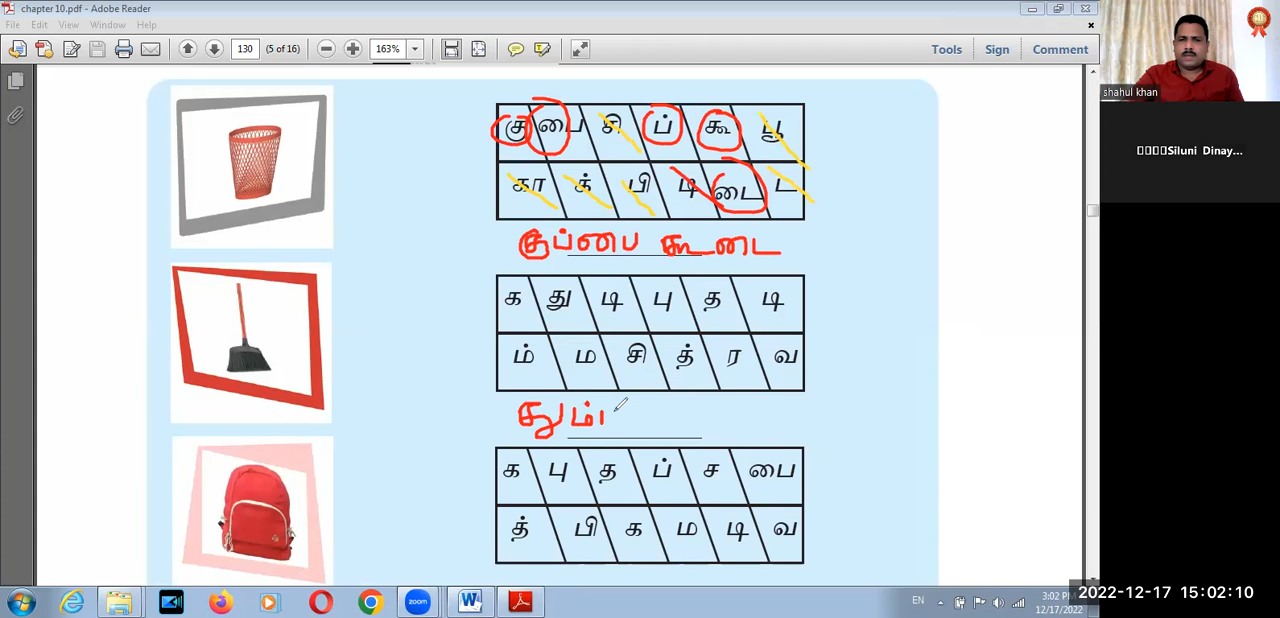 chapter 10.pdf - Adobe Reader
File Edit View Window Help
130 (5 of 16) 163% Tools Sign Comment
shahul khan
Siluni Dinay...
கு பை சி ப் கூ பூ
கா க் பி டி டை ட
குப்பை கூடை
க து டி பு த டி
ம் ம சி த் ர வ
தும்
க பு த ப் ச பை
த் பி க ம டி வ
zoom
EN
3:02 PM
12/17/2022
2022-12-17 15:02:10